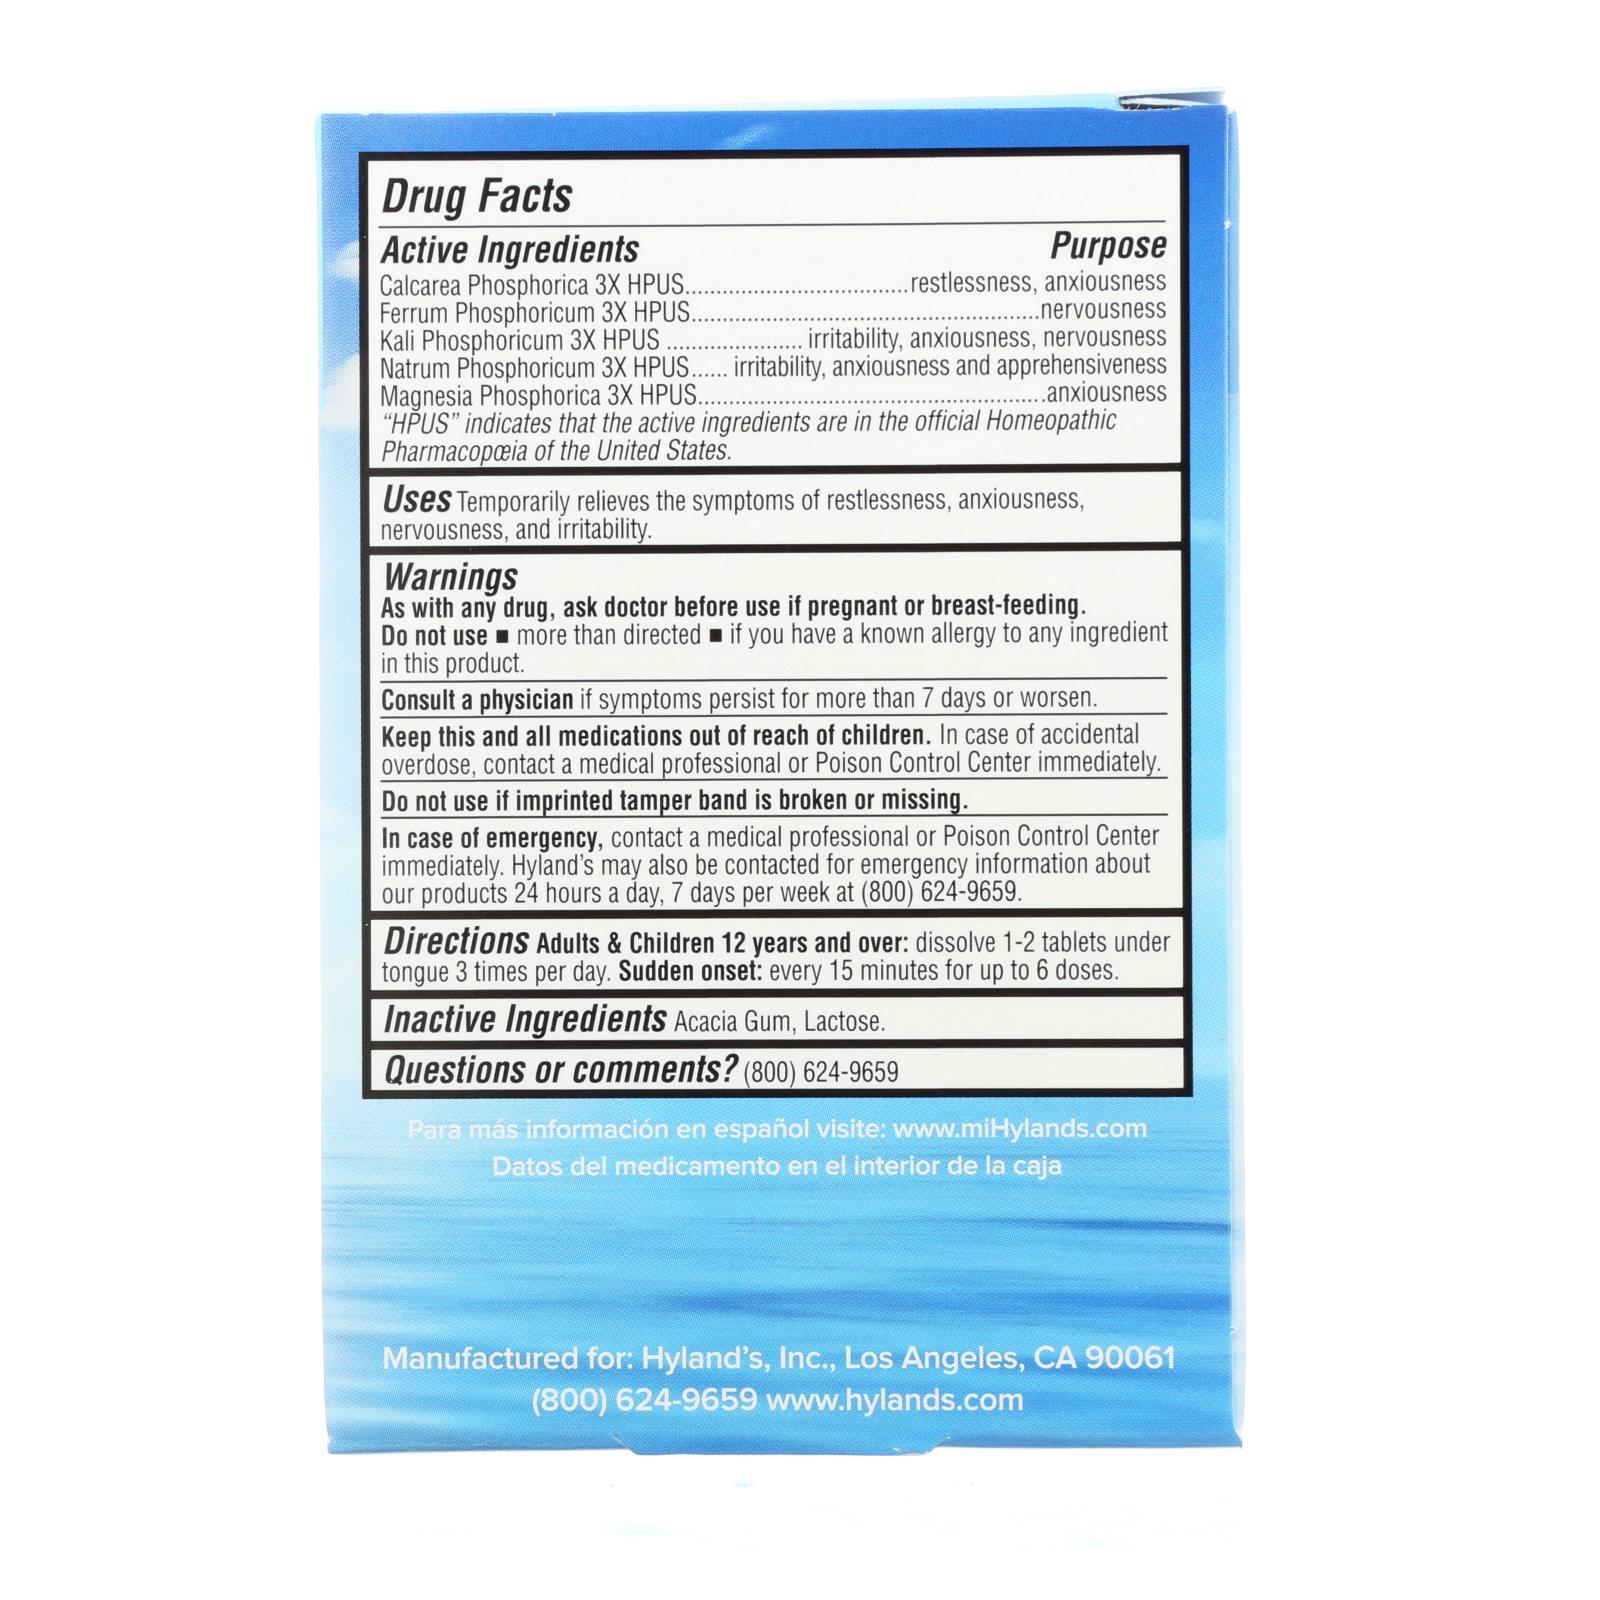 Drug Facts
Active Ingredients Purpose
Calcarea Phosphorica 3X HPUS...................................restlessness, anxiousness
Ferrum Phosphoricum 3X HPUS........................................................nervousness
Kali Phosphoricum 3X HPUS ...................... irritability, anxiousness, nervousness
Natrum Phosphoricum 3X HPUS...... irritability, anxiousness and apprehensiveness
Magnesia Phosphorica 3X HPUS........................................................anxiousness
“HPUS” indicates that the active ingredients are in the official Homeopathic
Pharmacopœia of the United States.
Uses Temporarily relieves the symptoms of restlessness, anxiousness,
nervousness, and irritability.
Warnings
As with any drug, ask doctor before use if pregnant or breast-feeding.
Do not use ■ more than directed ■ if you have a known allergy to any ingredient
in this product.
Consult a physician if symptoms persist for more than 7 days or worsen.
Keep this and all medications out of reach of children. In case of accidental
overdose, contact a medical professional or Poison Control Center immediately.
Do not use if imprinted tamper band is broken or missing.
In case of emergency, contact a medical professional or Poison Control Center
immediately. Hyland’s may also be contacted for emergency information about
our products 24 hours a day, 7 days per week at (800) 624-9659.
Directions Adults & Children 12 years and over: dissolve 1-2 tablets under
tongue 3 times per day. Sudden onset: every 15 minutes for up to 6 doses.
Inactive Ingredients Acacia Gum, Lactose.
Questions or comments? (800) 624-9659
Para más información en español visite: www.miHylands.com
Datos del medicamento en el interior de la caja
Manufactured for: Hyland’s, Inc., Los Angeles, CA 90061
(800) 624-9659 www.hylands.com